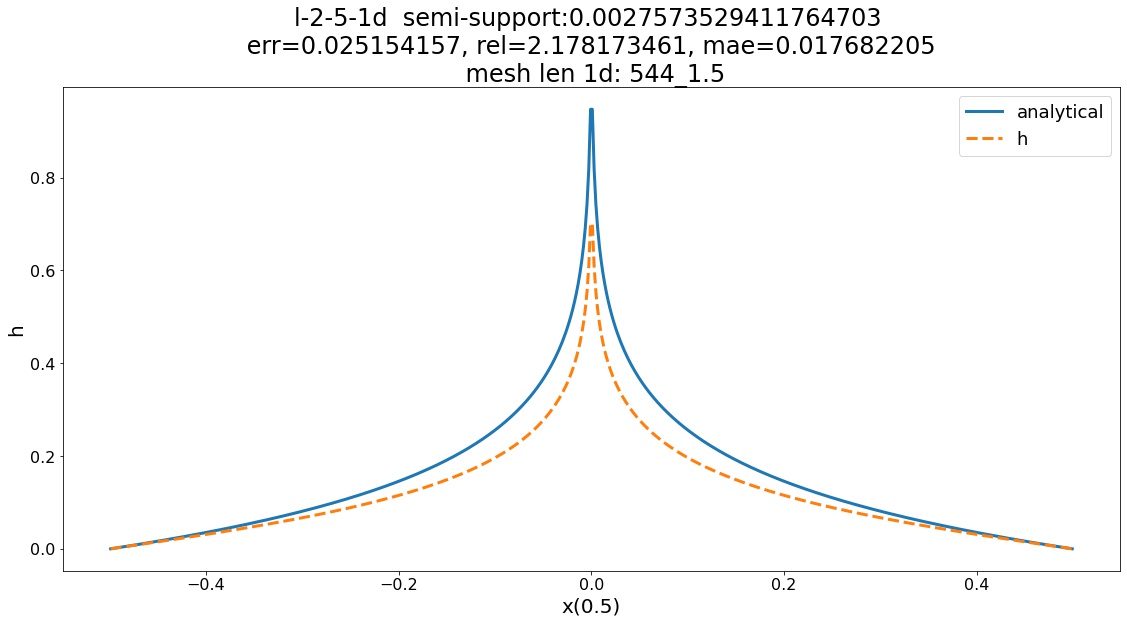 l-2-5-1d  semi-support:0.0027573529411764703
err=0.025154157, rel=2.178173461, mae=0.017682205
mesh len 1d: 544_1.5
analytical
h
h
0.8
0.6
0.4
0.2
0.0
−0.4
−0.2
0.0
0.2
0.4
x(0.5)